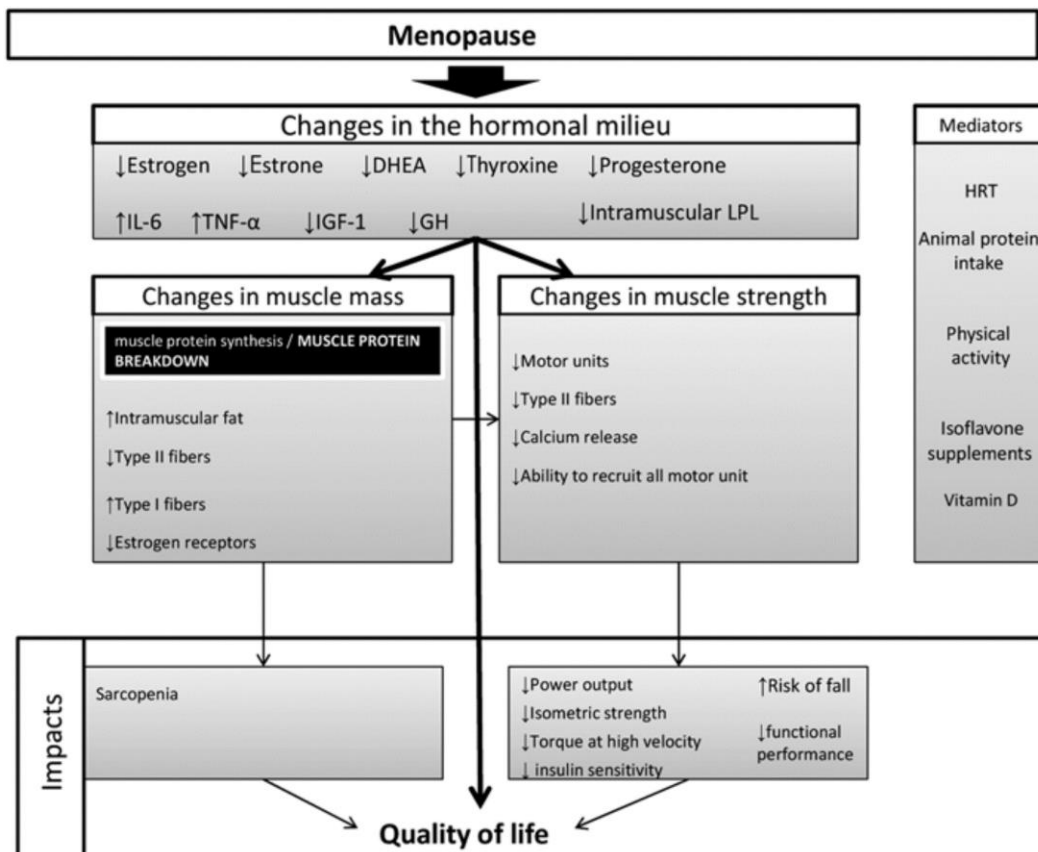 Menopause
Changes in the hormonal milieu
↓Estrogen ↓Estrone ↓DHEA ↓Thyroxine ↓Progesterone
↑IL-6 ↑TNF-α ↓IGF-1 ↓GH ↓Intramuscular LPL
Mediators
HRT
Animal protein
intake
Physical
activity
Isoflavone
supplements
Vitamin D
Changes in muscle mass
muscle protein synthesis / MUSCLE PROTEIN
BREAKDOWN
↑Intramuscular fat
↓Type II fibers
↑Type I fibers
↓Estrogen receptors
Changes in muscle strength
↓Motor units
↓Type II fibers
↓Calcium release
↓Ability to recruit all motor unit
Impacts
Sarcopenia
↓Power output
↓Isometric strength
↓Torque at high velocity
↓ insulin sensitivity
↑Risk of fall
↓functional
performance
Quality of life